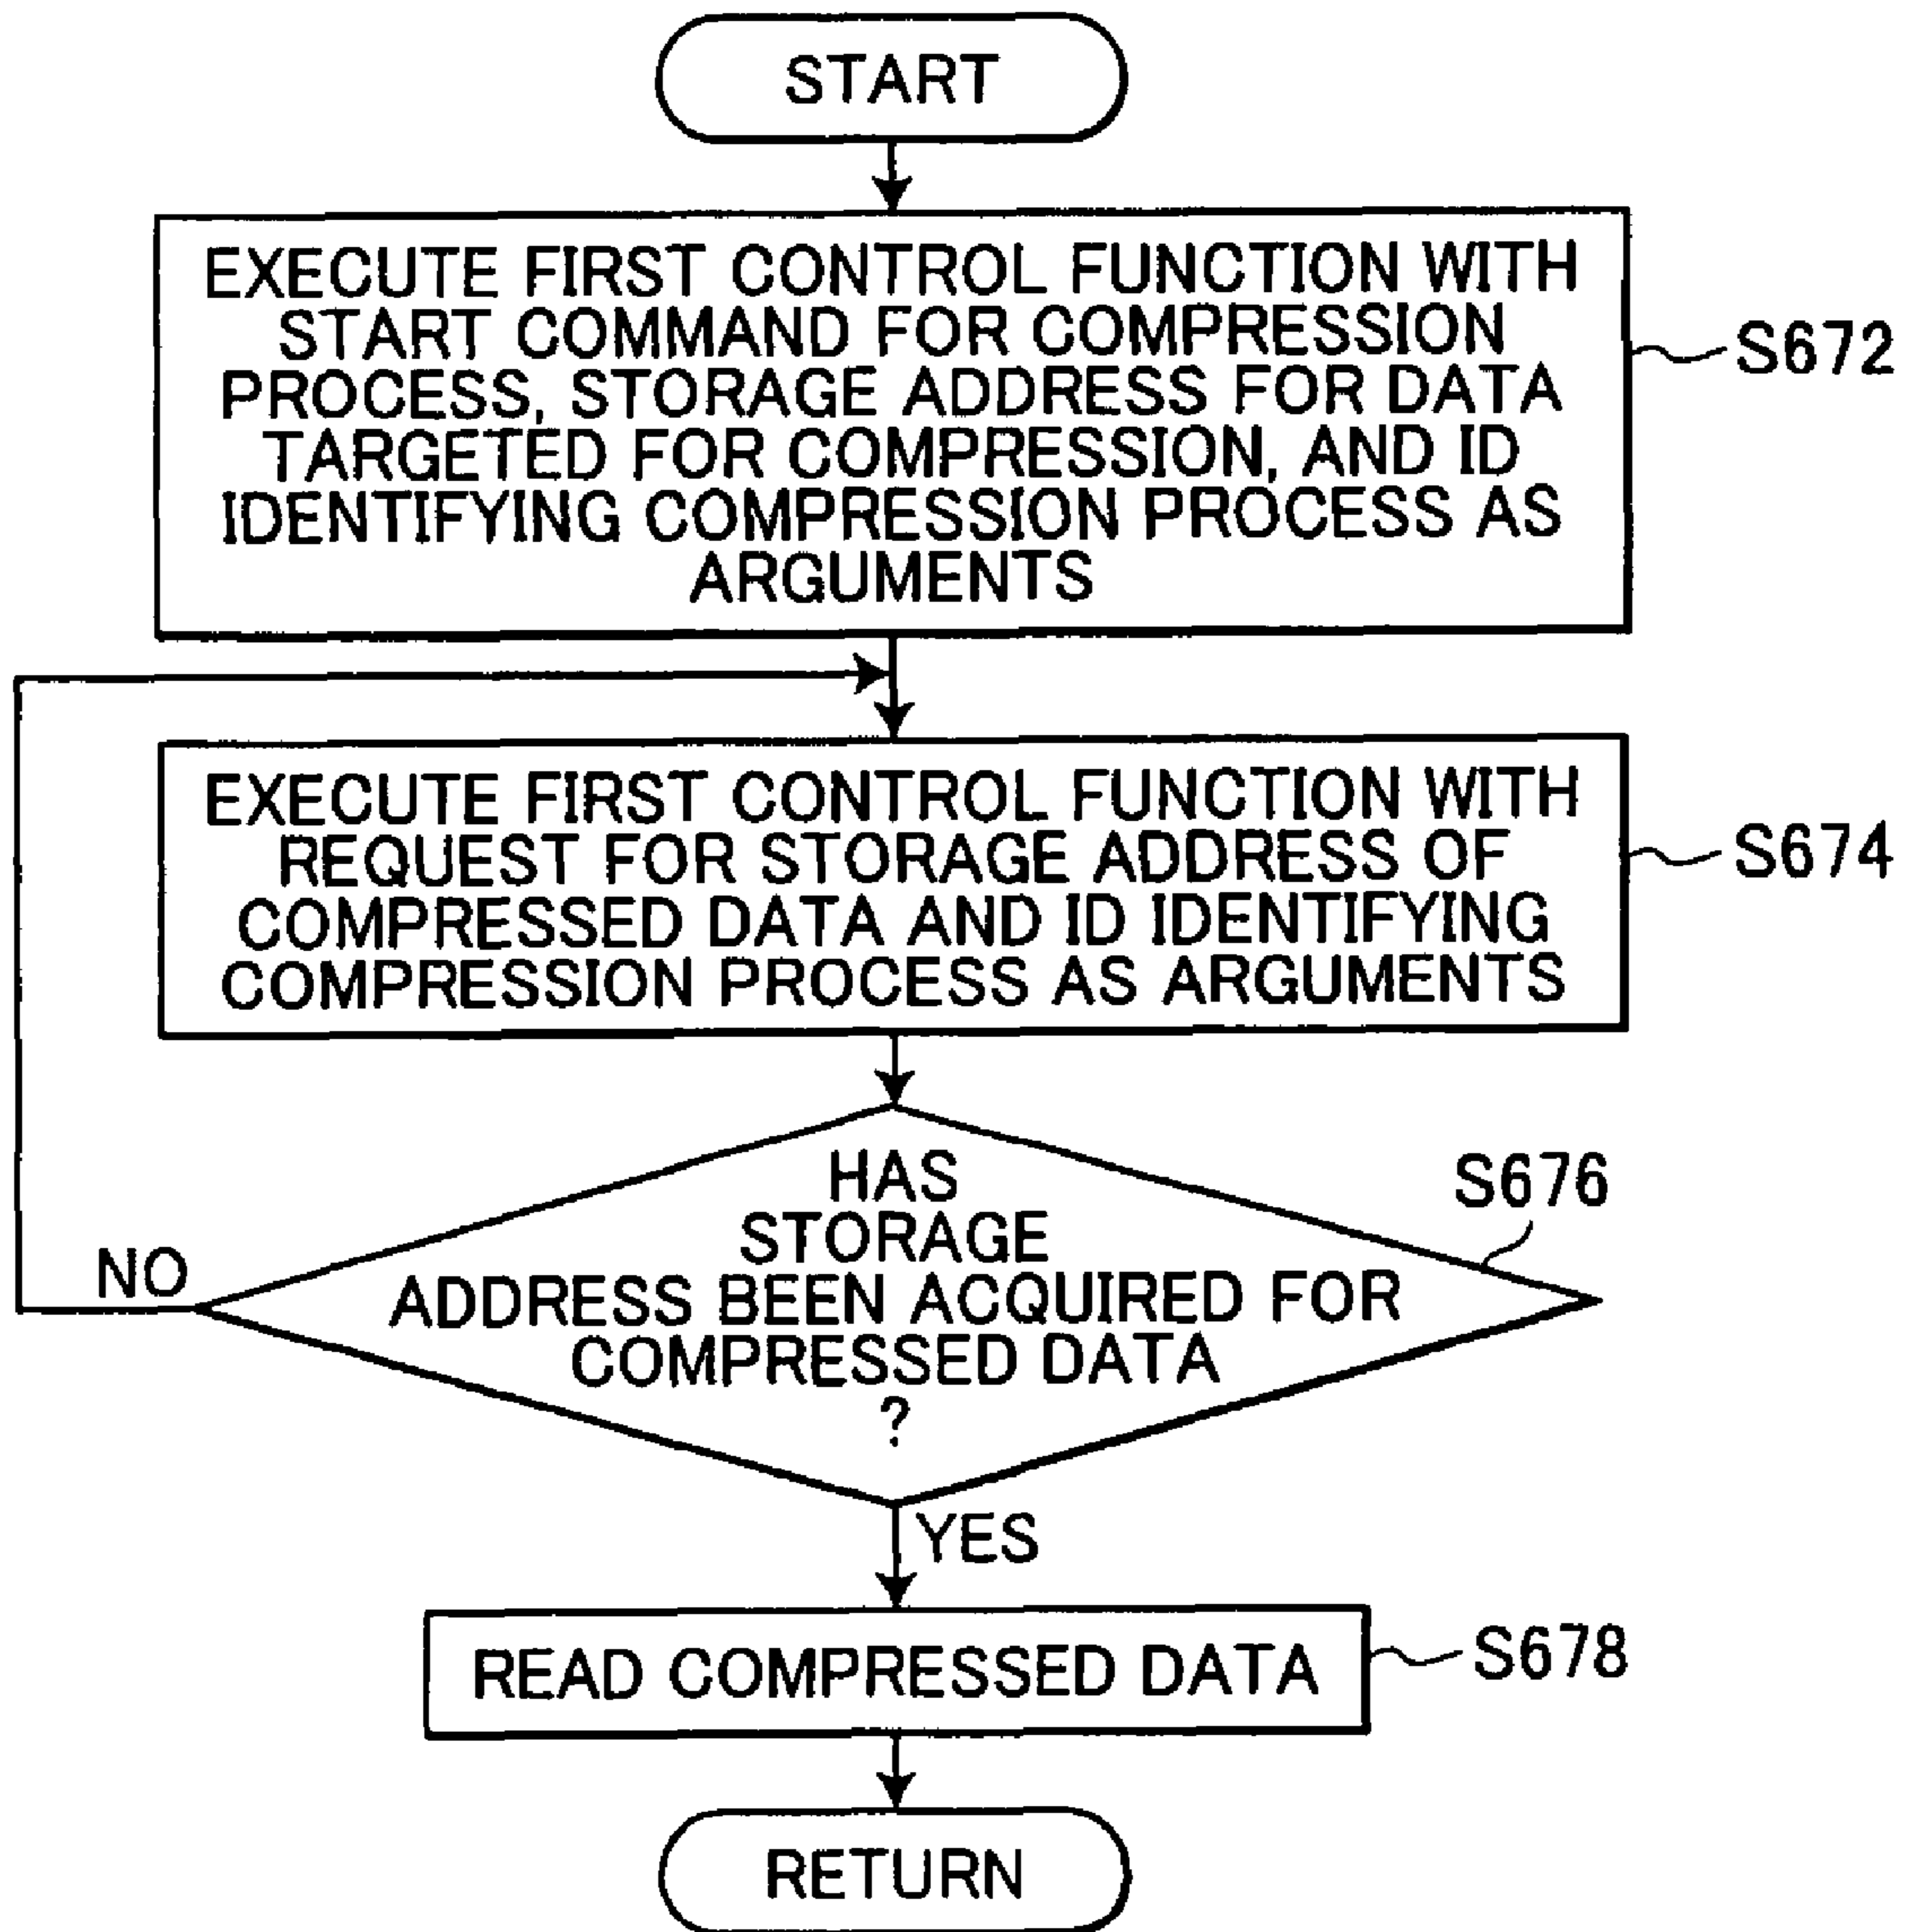 START
EXECUTE FIRST CONTROL FUNCTION WITH
START COMMAND FOR COMPRESSION
PROCESS, STORAGE ADDRESS FOR DATA
TARGETED FOR COMPRESSION, AND ID
IDENTIFYING COMPRESSION PROCESS AS
ARGUMENTS
S672
EXECUTE FIRST CONTROL FUNCTION WITH
REQUEST FOR STORAGE ADDRESS OF
COMPRESSED DATA AND ID IDENTIFYING
COMPRESSION PROCESS AS ARGUMENTS
S674
HAS
STORAGE
ADDRESS BEEN ACQUIRED FOR
COMPRESSED DATA
?
S676
NO
YES
READ COMPRESSED DATA
S678
RETURN